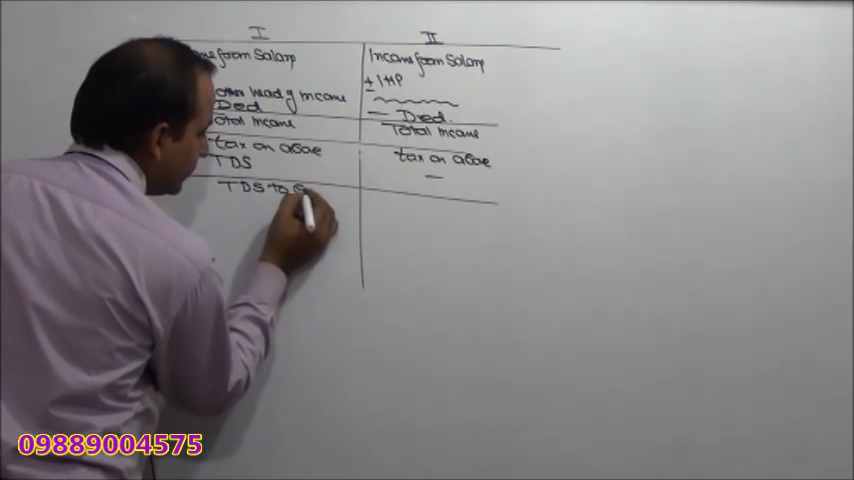 I
me from Salary
other head of income
Ded
Total income
tax on above
TDS
TDS to
II
Income from Salary
± IHP
— Ded.
Total income
tax on above
—
09889004575